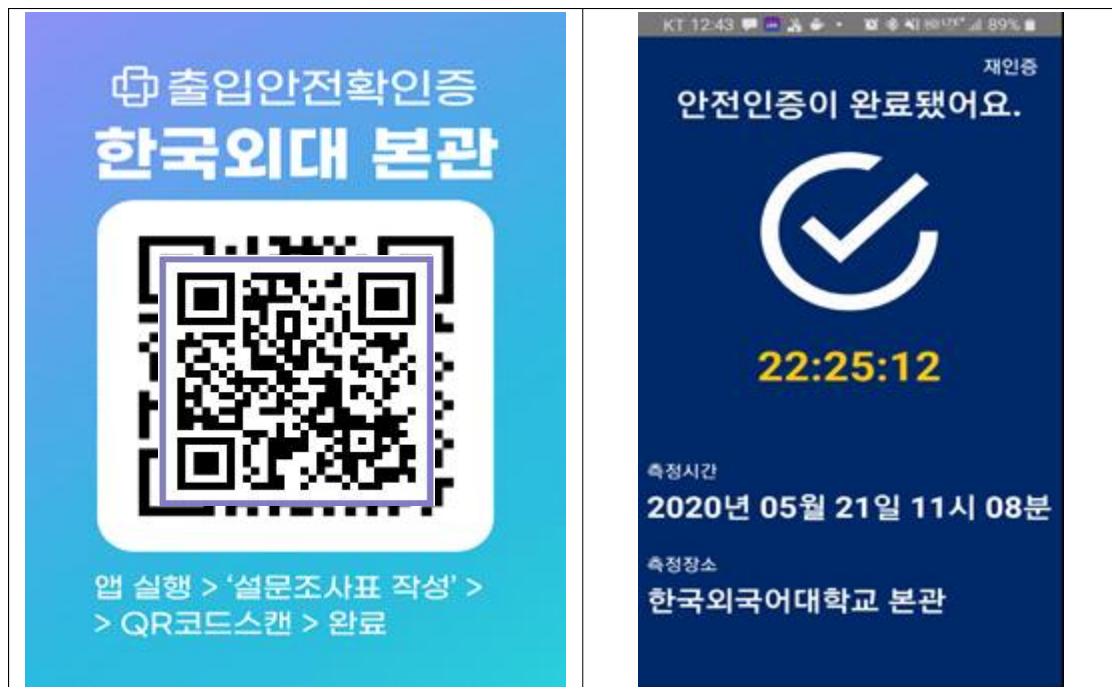 출입안전확인증
한국외대 본관
앱 실행 > ‘설문조사표 작성’ >
> QR코드스캔 > 완료
KT 12:43 89%
재인증
안전인증이 완료됐어요.
22:25:12
측정시간
2020년 05월 21일 11시 08분
측정장소
한국외국어대학교 본관